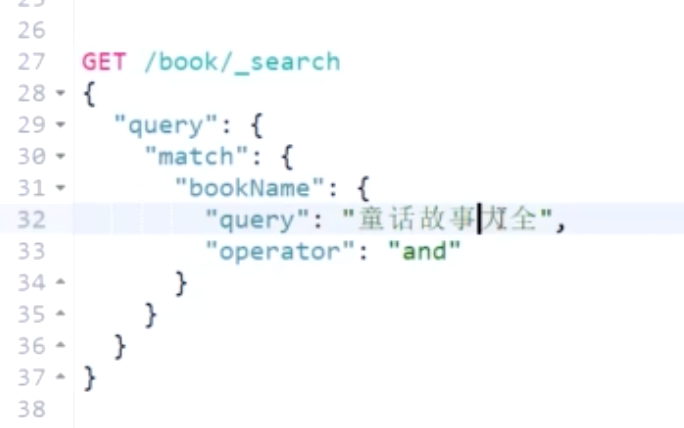 26
27 GET /book/_search
28 {
29 "query": {
30 "match": {
31 "bookName": {
32 "query": "童话故事大全",
33 "operator": "and"
34 }
35 }
36 }
37 }
38